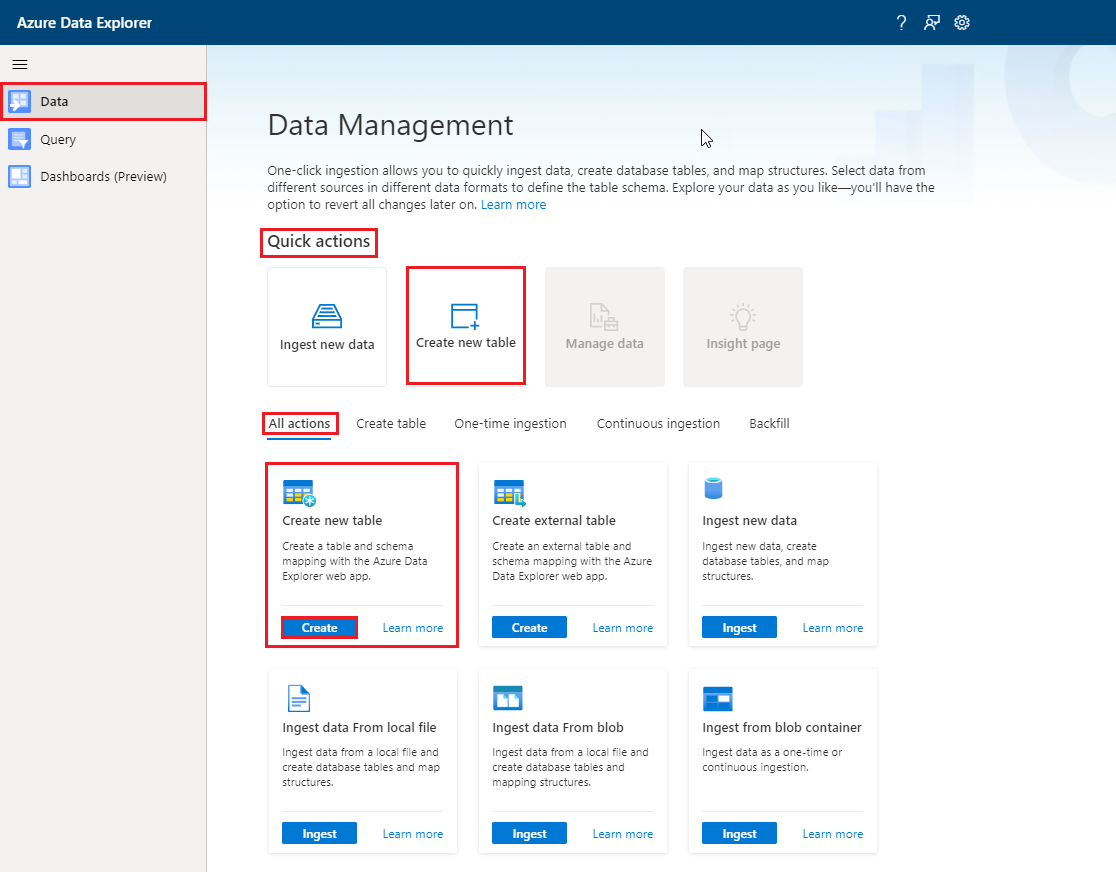 Azure Data Explorer
?
Data
Query
Dashboards (Preview)
Data Management
One-click ingestion allows you to quickly ingest data, create database tables, and map structures. Select data from
different sources in different data formats to define the table schema. Explore your data as you like—you'll have the
option to revert all changes later on. Learn more
Quick actions
Ingest new data
Create new table
Manage data
Insight page
All actions
Create table
One-time ingestion
Continuous ingestion
Backfill
Create new table
Create a table and schema
mapping with the Azure Data
Explorer web app.
Create
Learn more
Create external table
Create an external table and
schema mapping with the Azure
Data Explorer web app.
Create
Learn more
Ingest new data
Ingest new data, create
database tables, and map
structures.
Ingest
Learn more
Ingest data From local file
Ingest data from a local file and
create database tables and map
structures.
Ingest
Learn more
Ingest data From blob
Ingest data from a local file and
create database tables and
mapping structures.
Ingest
Learn more
Ingest from blob container
Ingest data as a one-time or
continuous ingestion.
Ingest
Learn more